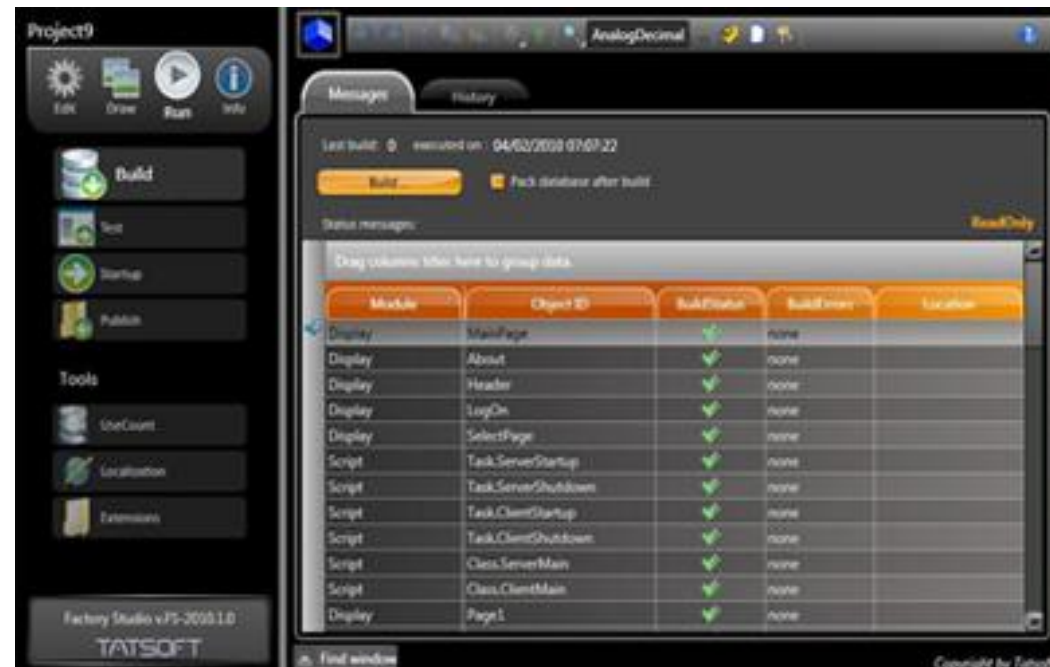 Project9
Edit Draw Run Info
Build
Test
Startup
Publish
Tools
UseCount
Localization
Extensions
Factory Studio v.FS-2010.1.0
TATSOFT
AnalogDecimal
Messages History
Last build: 0 executed on : 04/02/2010 07:07:22
Build... Pack database after build
Status messages: ReadOnly
Drag columns titles here to group data.
Module Object ID BuildStatus BuildErrors Location
Display MainPage none
Display About none
Display Header none
Display LogOn none
Display SelectPage none
Script Task.ServerStartup none
Script Task.ServerShutdown none
Script Task.ClientStartup none
Script Task.ClientShutdown none
Script Class.ServerMain none
Script Class.ClientMain none
Display Page1 none
Find window
Copyright by Tatsoft